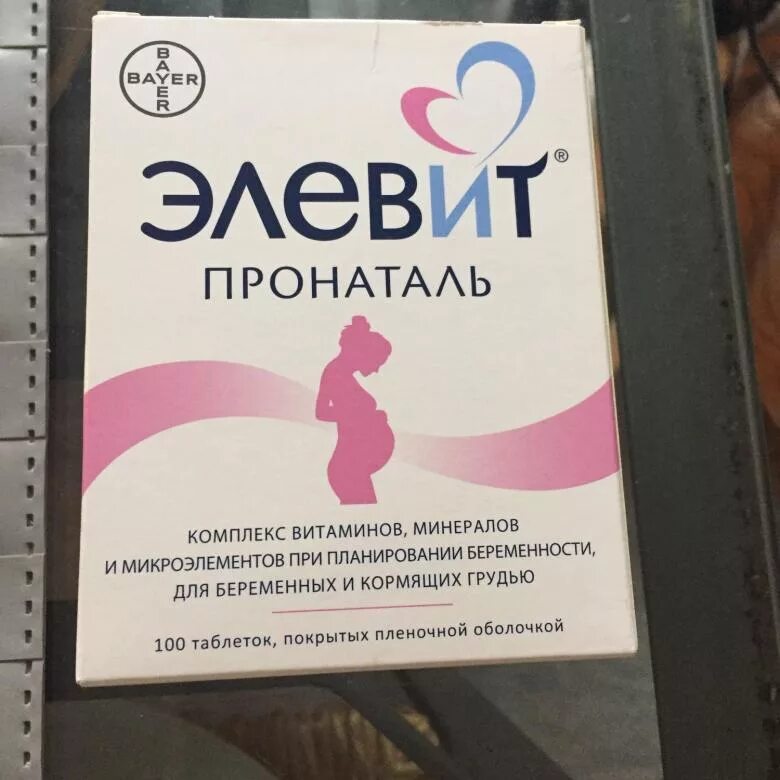 BAYER
BAYER
ЭЛЕВИТ®
ПРОНАТАЛЬ
КОМПЛЕКС ВИТАМИНОВ, МИНЕРАЛОВ
И МИКРОЭЛЕМЕНТОВ ПРИ ПЛАНИРОВАНИИ БЕРЕМЕННОСТИ,
ДЛЯ БЕРЕМЕННЫХ И КОРМЯЩИХ ГРУДЬЮ
100 таблеток, покрытых пленочной оболочкой